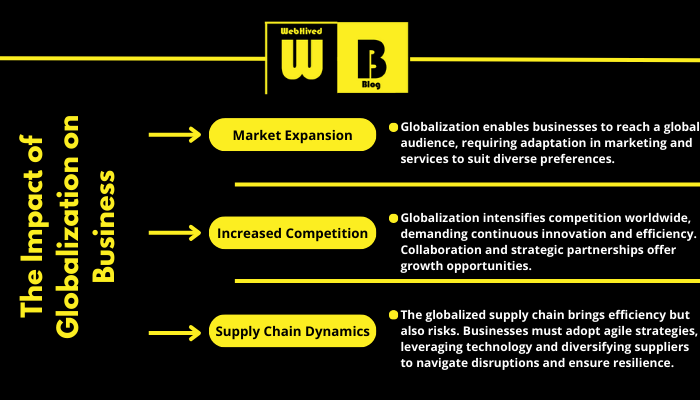 WebHived
W B
Blog
The Impact of
Globalization on
Business
Market Expansion
Globalization enables businesses to reach a global
audience, requiring adaptation in marketing and
services to suit diverse preferences.
Increased Competition
Globalization intensifies competition worldwide,
demanding continuous innovation and efficiency.
Collaboration and strategic partnerships offer
growth opportunities.
Supply Chain Dynamics
The globalized supply chain brings efficiency but
also risks. Businesses must adopt agile strategies,
leveraging technology and diversifying suppliers
to navigate disruptions and ensure resilience.